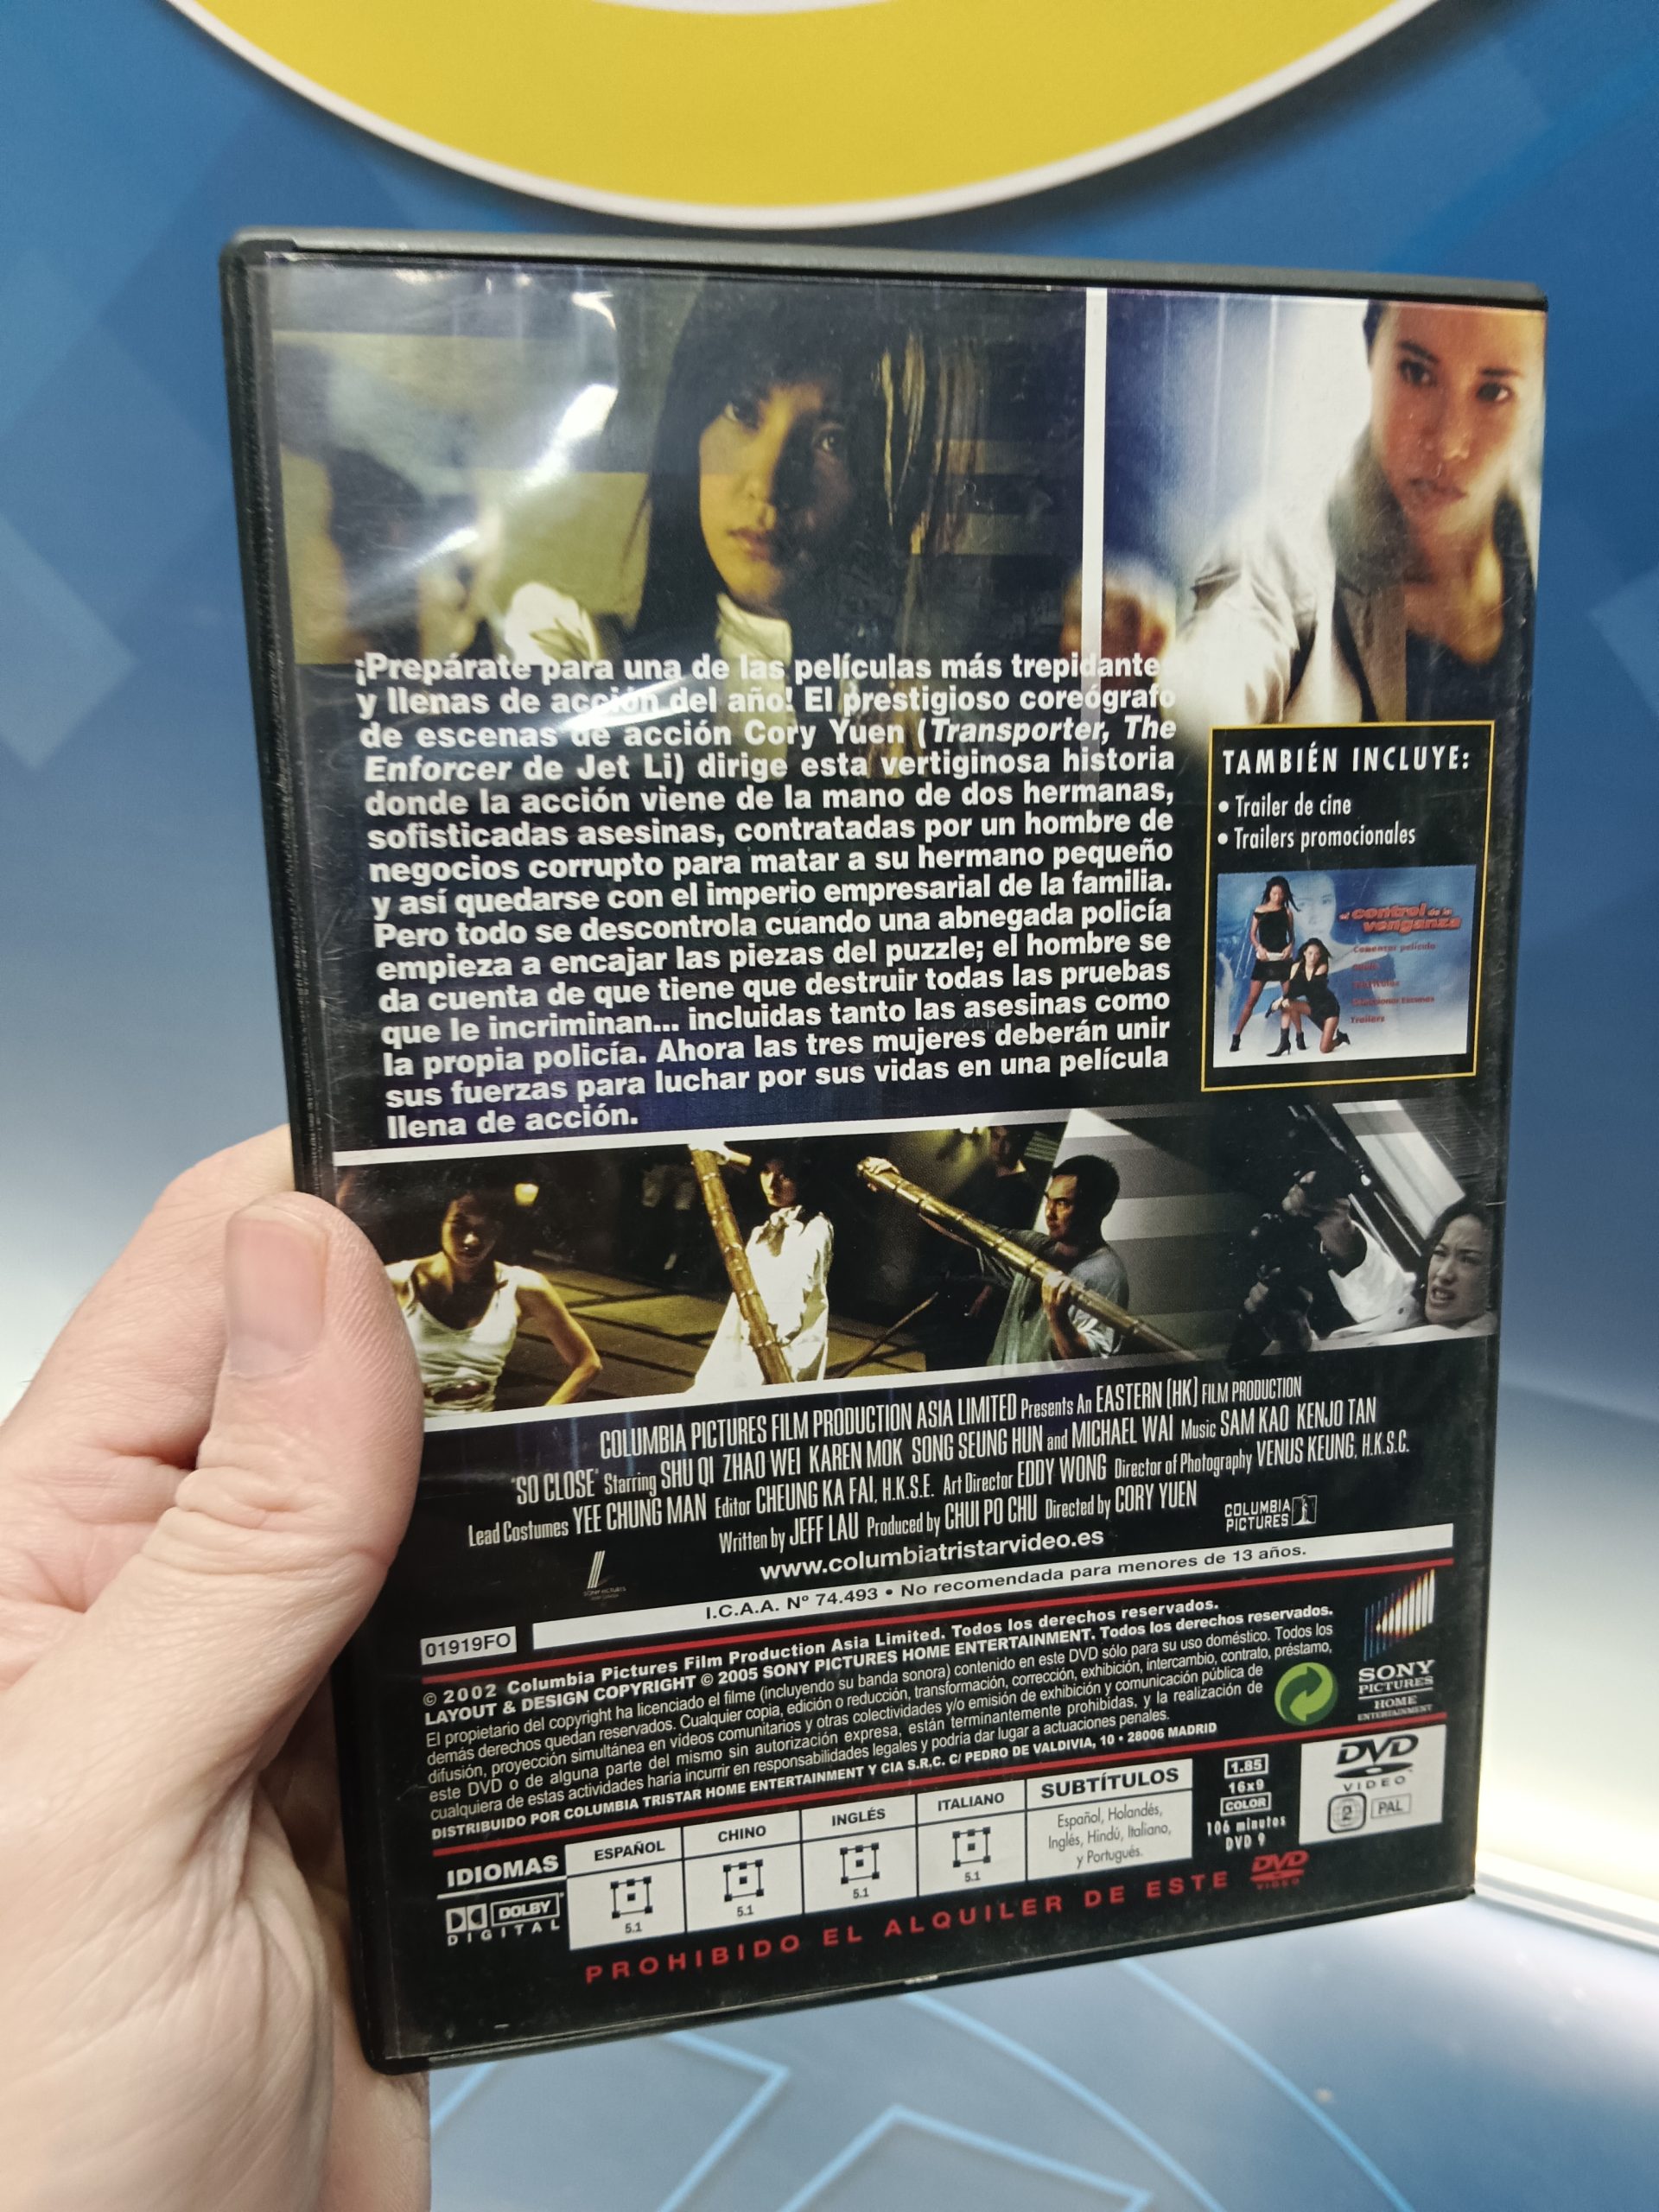 ¡Prepárate para una de las películas más trepidante
y llenas de acción del año! El prestigioso coreógrafo
de escenas de acción Cory Yuen (Transporter, The
Enforcer de Jet Li) dirige esta vertiginosa historia
donde la acción viene de la mano de dos hermanas,
sofisticadas asesinas, contratadas por un hombre de
negocios corrupto para matar a su hermano pequeño
y así quedarse con el imperio empresarial de la familia.
Pero todo se descontrola cuando una abnegada policía
empieza a encajar las piezas del puzzle; el hombre se
da cuenta de que tiene que destruir todas las pruebas
que le incriminan... incluidas tanto las asesinas como
la propia policía. Ahora las tres mujeres deberán unir
sus fuerzas para luchar por sus vidas en una película
llena de acción.
TAMBIÉN INCLUYE:
• Trailer de cine
• Trailers promocionales
el control de la
venganza
Comenzar película
Trailers
COLUMBIA PICTURES FILM PRODUCTION ASIA LIMITED Presents An EASTERN (HK) FILM PRODUCTION
"SO CLOSE" Starring SHU QI ZHAO WEI KAREN MOK SONG SEUNG HUN and MICHAEL WAI Music SAM KAO KENJO TAN
Lead Costumes YEE CHUNG MAN Editor CHEUNG KA FAI, H.K.S.E. Art Director EDDY WONG Director of Photography VENUS KEUNG, H.K.S.C.
Written by JEFF LAU Produced by CHUI PO CHU Directed by CORY YUEN
COLUMBIA
PICTURES
www.columbiatristarvideo.es
I.C.A.A. Nº 74.493 • No recomendada para menores de 13 años.
01919FO
© 2002 Columbia Pictures Film Production Asia Limited. Todos los derechos reservados.
LAYOUT & DESIGN COPYRIGHT © 2005 SONY PICTURES HOME ENTERTAINMENT. Todos los derechos reservados.
El propietario del copyright ha licenciado el filme (incluyendo su banda sonora) contenido en este DVD sólo para su uso doméstico. Todos los
demás derechos quedan reservados. Cualquier copia, edición o reducción, transformación, corrección, exhibición, intercambio, contrato, préstamo,
difusión, proyección simultánea en vídeos comunitarios y otras colectividades y/o emisión de exhibición y comunicación pública de
este DVD o de alguna parte del mismo sin autorización expresa, están terminantemente prohibidas, y la realización de
cualquiera de estas actividades haría incurrir en responsabilidades legales y podría dar lugar a actuaciones penales.
DISTRIBUIDO POR COLUMBIA TRISTAR HOME ENTERTAINMENT Y CIA S.R.C. C/ PEDRO DE VALDIVIA, 10 • 28006 MADRID
SONY
PICTURES
HOME
ENTERTAINMENT
IDIOMAS
DOLBY
DIGITAL
ESPAÑOL
5.1
CHINO
5.1
INGLÉS
5.1
ITALIANO
5.1
SUBTÍTULOS
Español, Holandés,
Inglés, Hindú, Italiano,
y Portugués.
1.85
16x9
COLOR
106 minutos
DVD 9
DVD
VIDEO
2 PAL
PROHIBIDO EL ALQUILER DE ESTE DVD
VIDEO